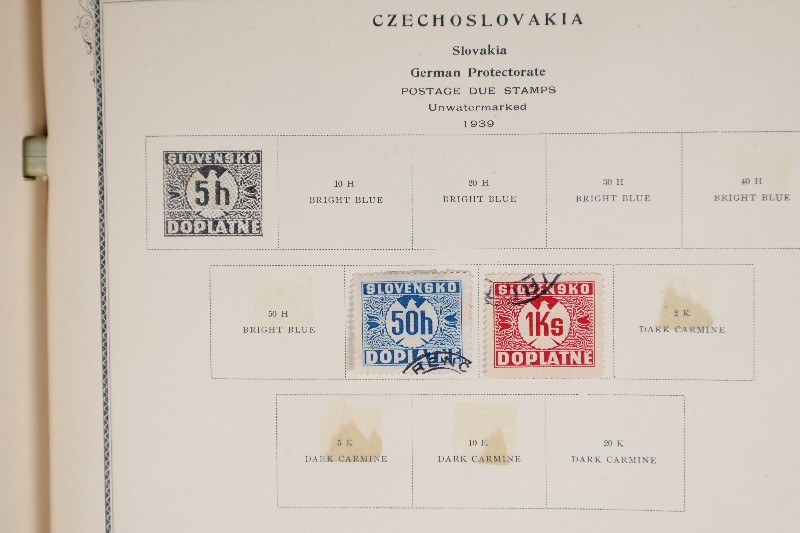 CZECHOSLOVAKIA
Slovakia
German Protectorate
POSTAGE DUE STAMPS
Unwatermarked
1939
SLOVENSKO
5h
DOPLATNE
10 H
BRIGHT BLUE
20 H
BRIGHT BLUE
30 H
BRIGHT BLUE
40 H
BRIGHT BLUE
50 H
BRIGHT BLUE
SLOVENSKO
50h
DOPLATNE
SLOVENSKO
1Ks
DOPLATNE
2 K
DARK CARMINE
5 K
DARK CARMINE
10 K
DARK CARMINE
20 K
DARK CARMINE